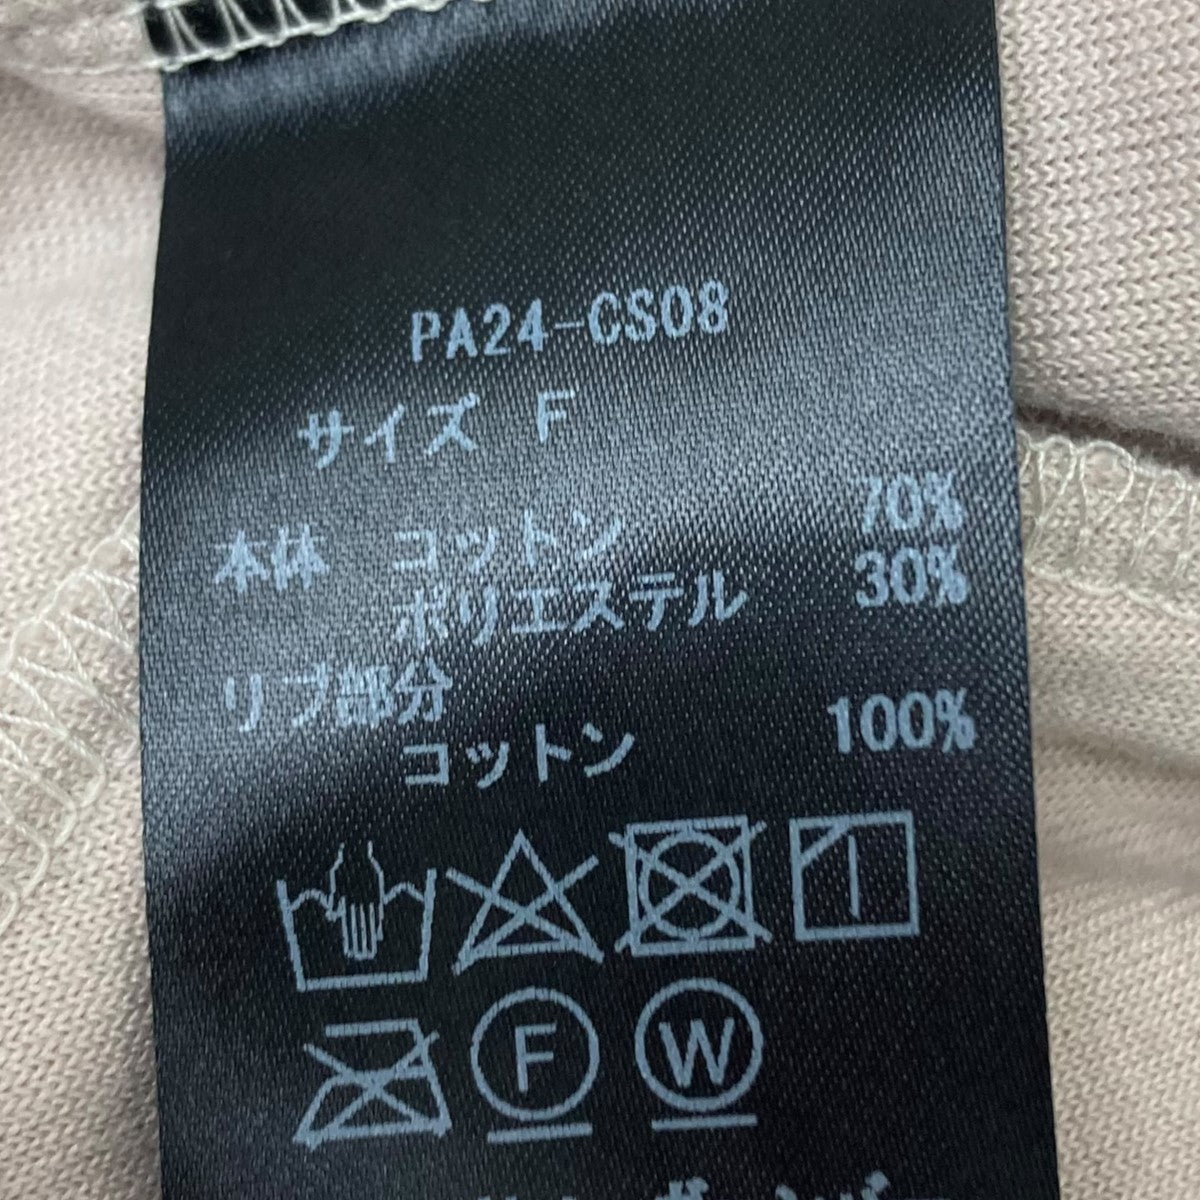 PA24-CS08
サイズ F
本体 コットン 70%
ポリエステル 30%
リブ部分
コットン 100%
F W